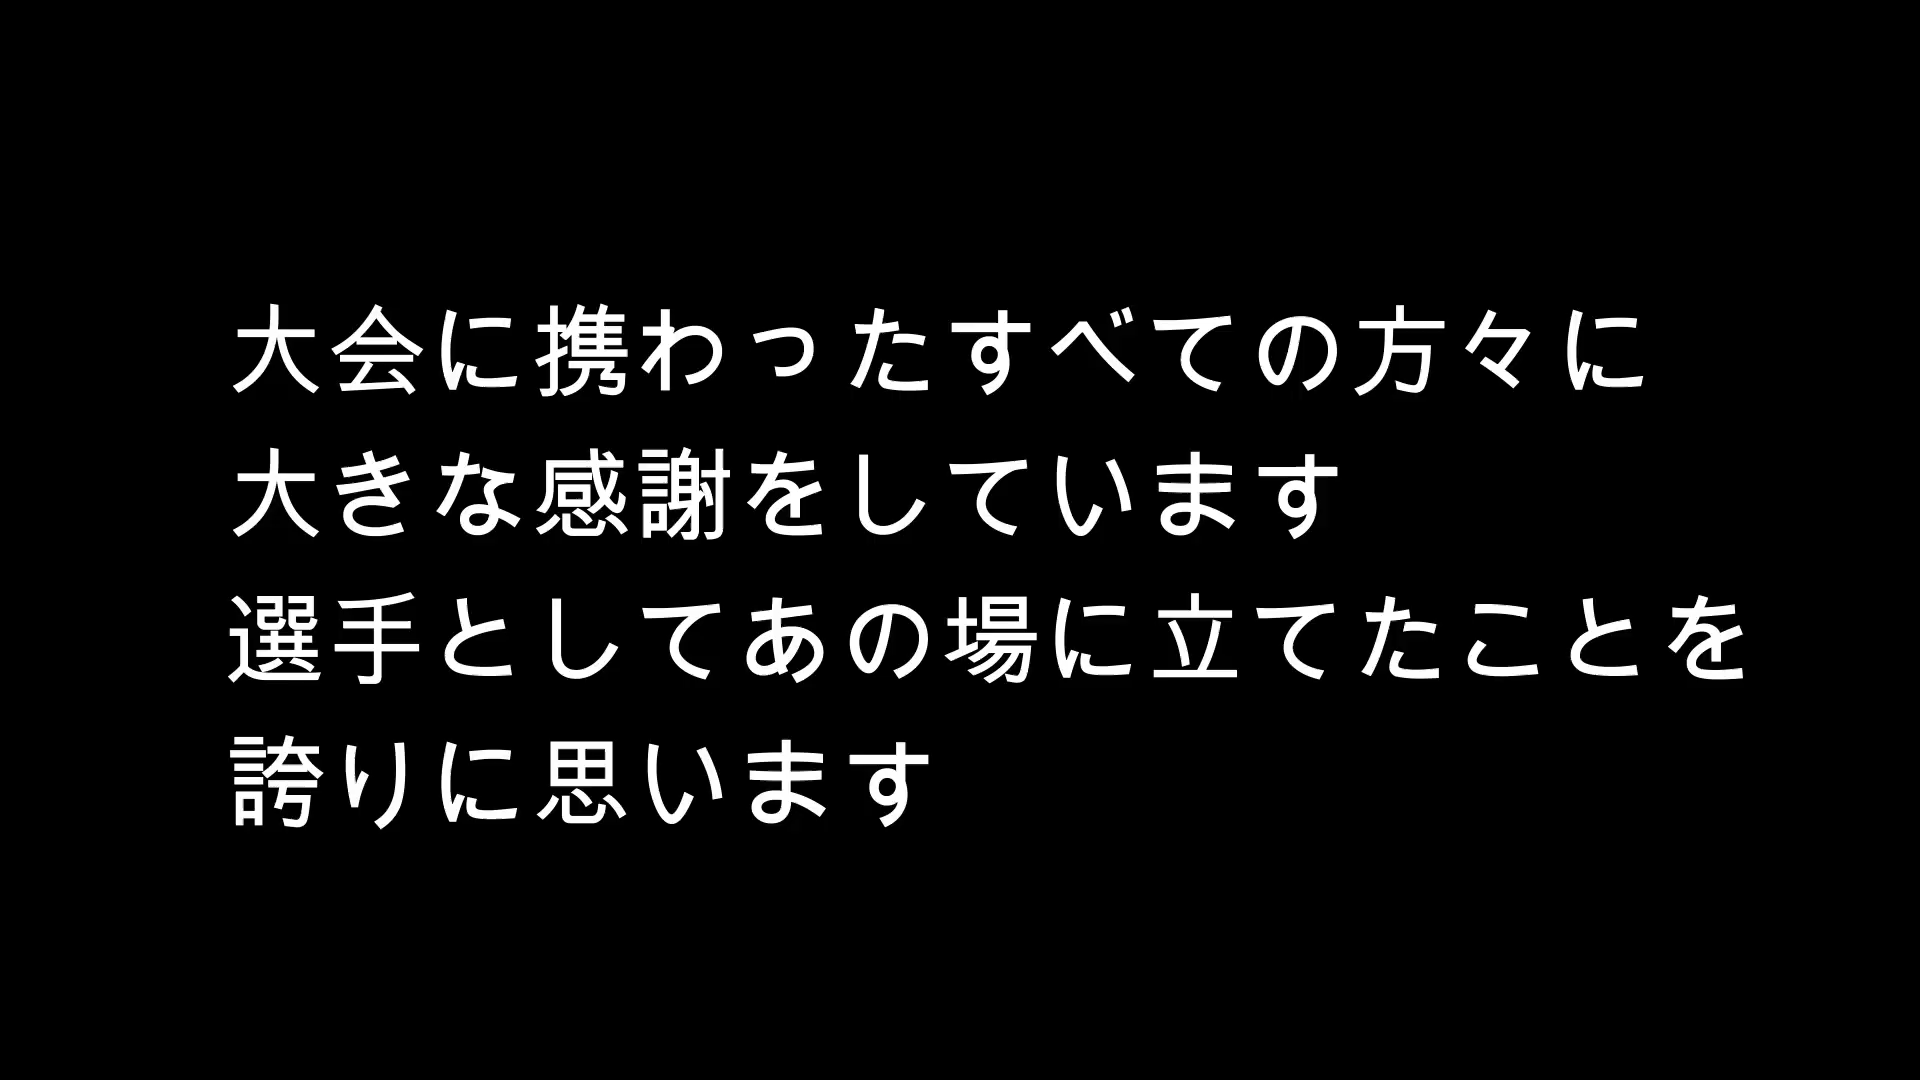 大会に携わったすべての方々に
大きな感謝をしています
選手としてあの場に立てたことを
誇りに思います